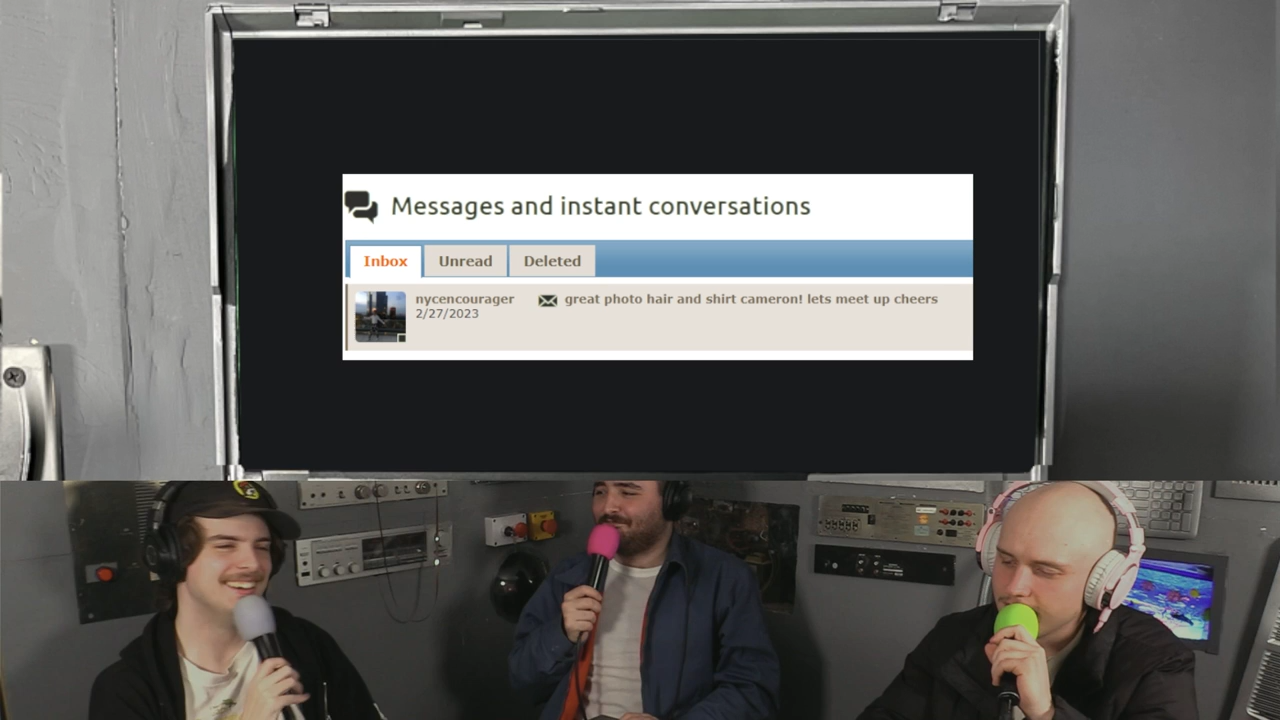 Messages and instant conversations
Inbox
Unread
Deleted
nycencourager
great photo hair and shirt cameron! lets meet up cheers
2/27/2023